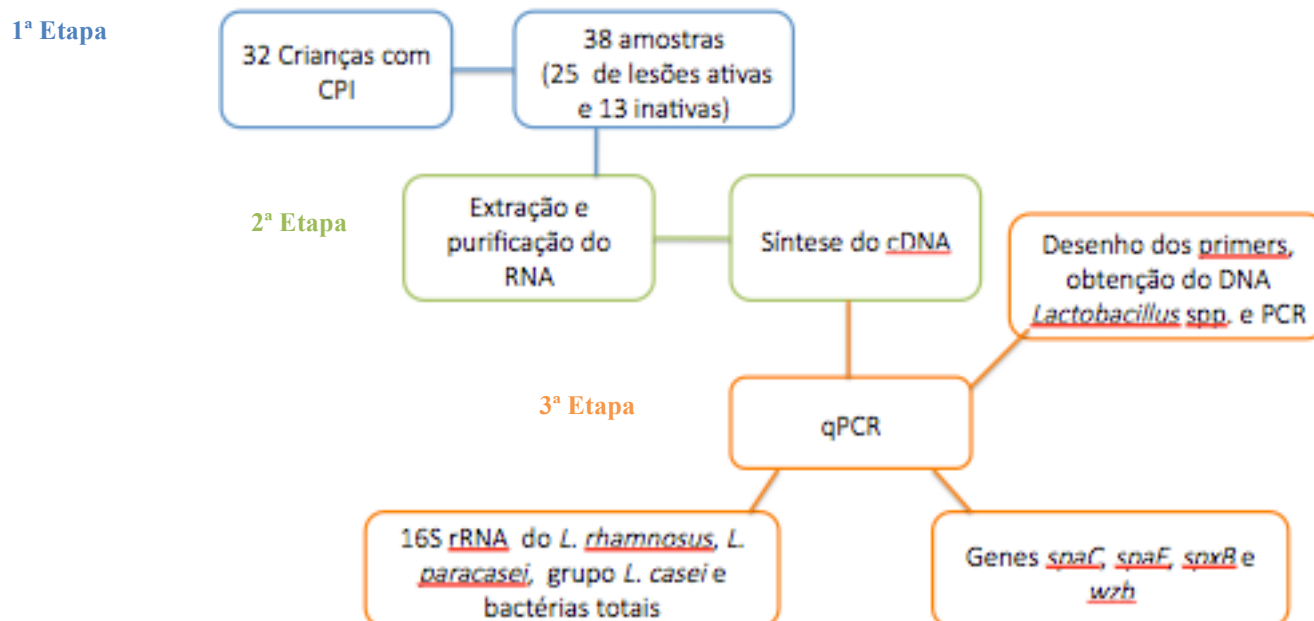 1ª Etapa
32 Crianças com
CPI
38 amostras
(25 de lesões ativas
e 13 inativas)
2ª Etapa
Extração e
purificação do
RNA
Síntese do cDNA
Desenho dos primers,
obtenção do DNA
Lactobacillus spp. e PCR
3ª Etapa
qPCR
16S rRNA do L. rhamnosus, L.
paracasei, grupo L. casei e
bactérias totais
Genes spaC, spaF, spxB e
wzh